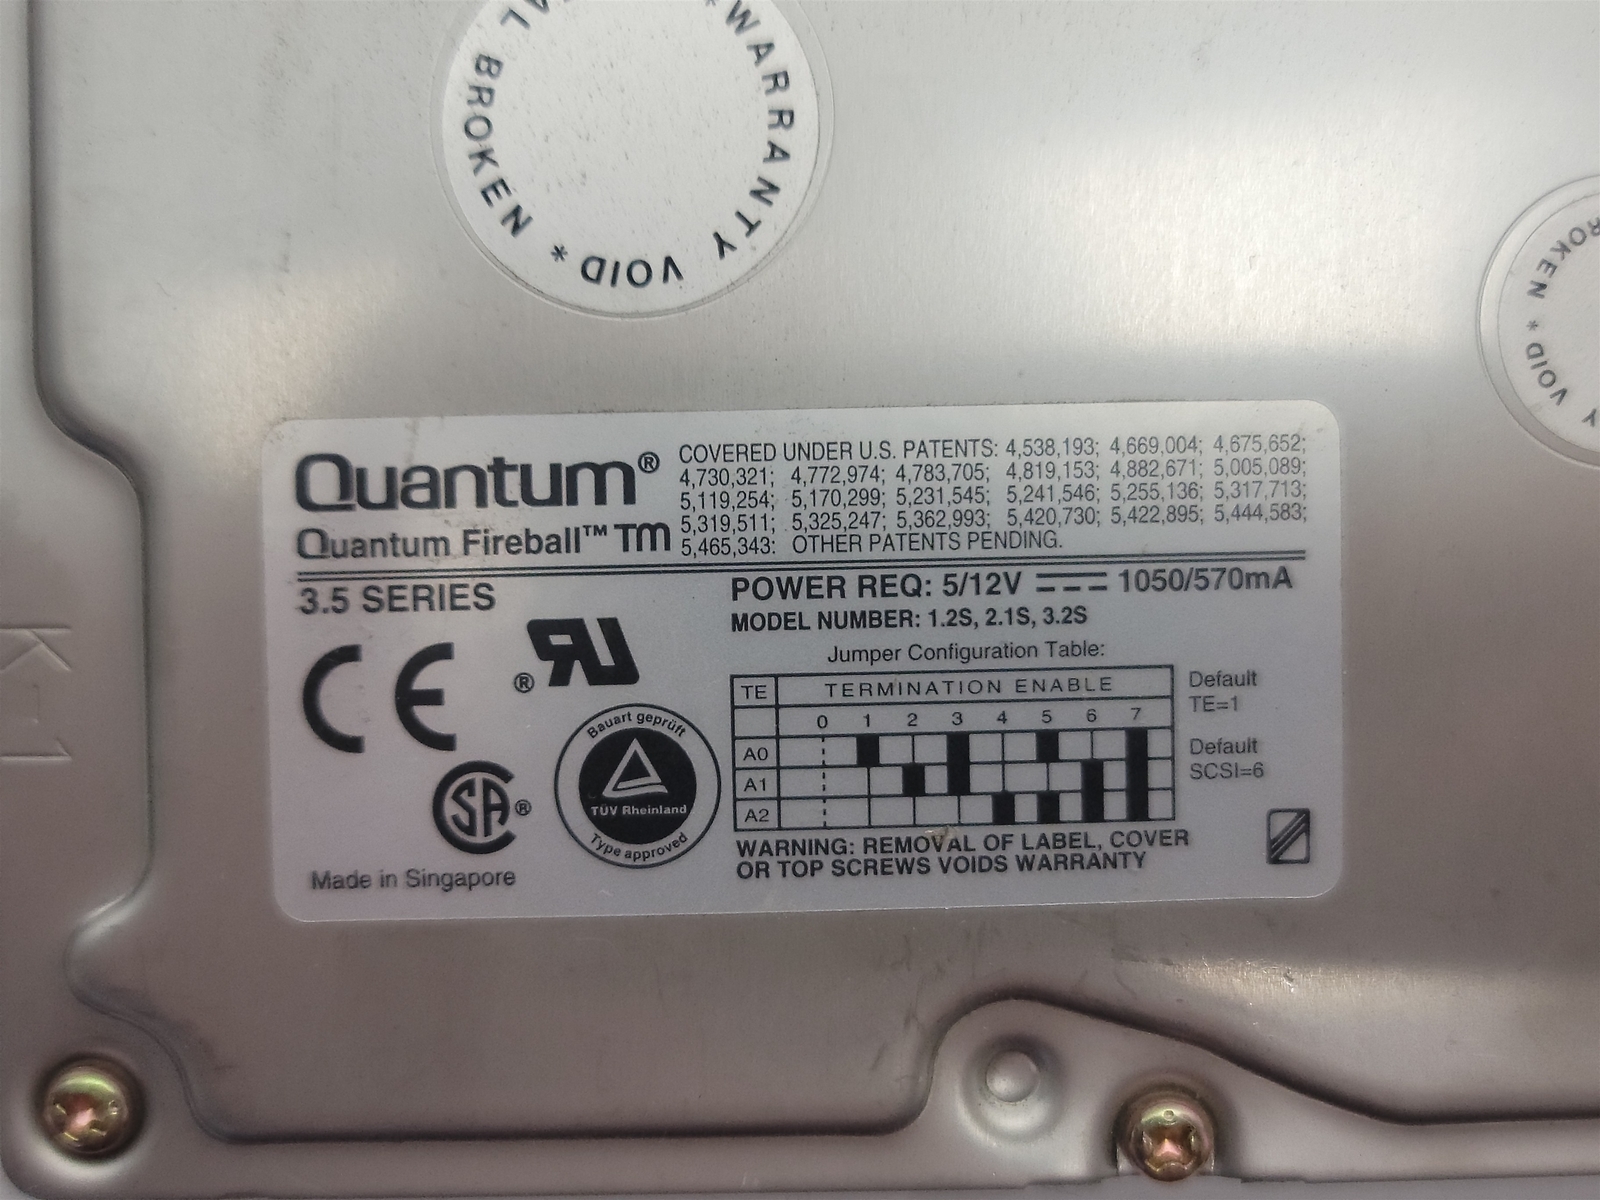 AL BROKEN * VOID WARRANTY *
ROKEN * VOID Y
Quantum®
Quantum Fireball™ TM
COVERED UNDER U.S. PATENTS: 4,538,193; 4,669,004; 4,675,652;
4,730,321; 4,772,974; 4,783,705; 4,819,153; 4,882,671; 5,005,089;
5,119,254; 5,170,299; 5,231,545; 5,241,546; 5,255,136; 5,317,713;
5,319,511; 5,325,247; 5,362,993; 5,420,730; 5,422,895; 5,444,583;
5,465,343: OTHER PATENTS PENDING.
3.5 SERIES
POWER REQ: 5/12V 1050/570mA
MODEL NUMBER: 1.2S, 2.1S, 3.2S
Jumper Configuration Table:
TE TERMINATION ENABLE
Default
TE=1
0 1 2 3 4 5 6 7
A0
A1
A2
Default
SCSI=6
WARNING: REMOVAL OF LABEL, COVER
OR TOP SCREWS VOIDS WARRANTY
CE
RU®
SA®
Bauart geprüft
TÜV Rheinland
Type approved
Made in Singapore